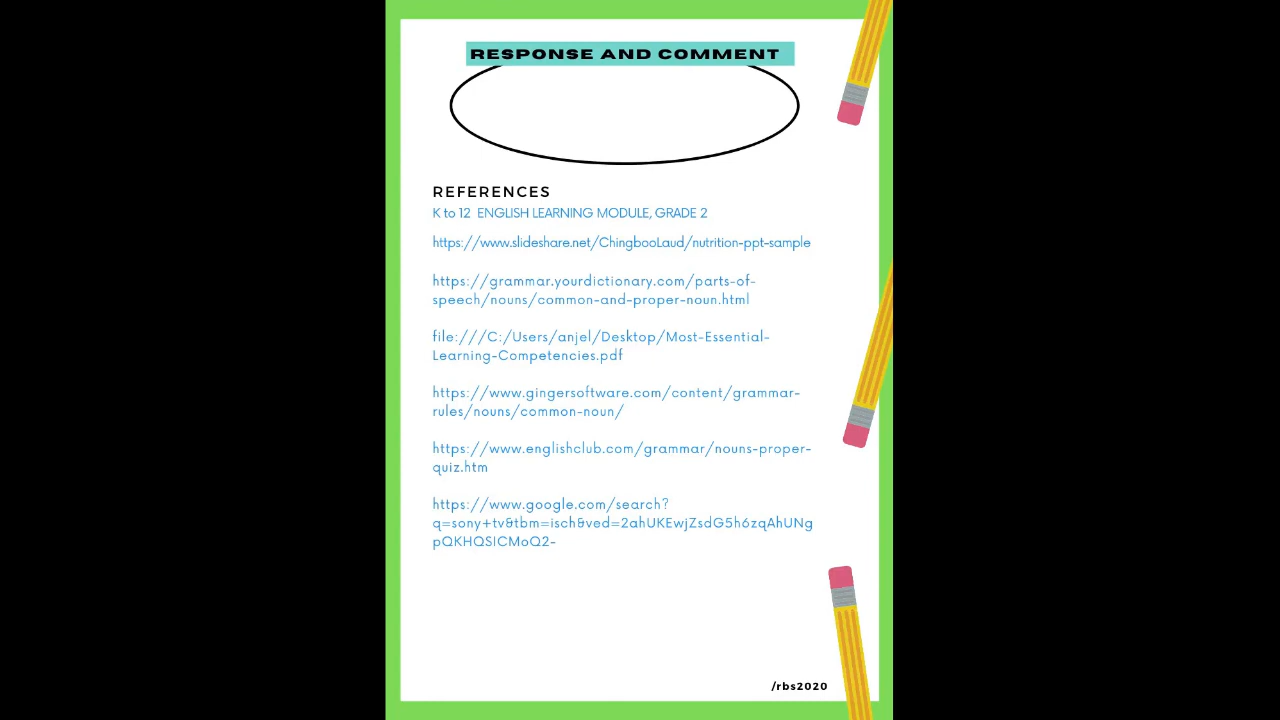 RESPONSE AND COMMENT
REFERENCES
K to 12 ENGLISH LEARNING MODULE, GRADE 2
https://www.slideshare.net/ChingbooLaud/nutrition-ppt-sample
https://grammar.yourdictionary.com/parts-of-
speech/nouns/common-and-proper-noun.html
file:///C:/Users/anjel/Desktop/Most-Essential-
Learning-Competencies.pdf
https://www.gingersoftware.com/content/grammar-
rules/nouns/common-noun/
https://www.englishclub.com/grammar/nouns-proper-
quiz.htm
https://www.google.com/search?
q=sony+tv&tbm=isch&ved=2ahUKEwjZsdG5h6zqAhUNg
pQKHQSICMoQ2-
/rbs2020